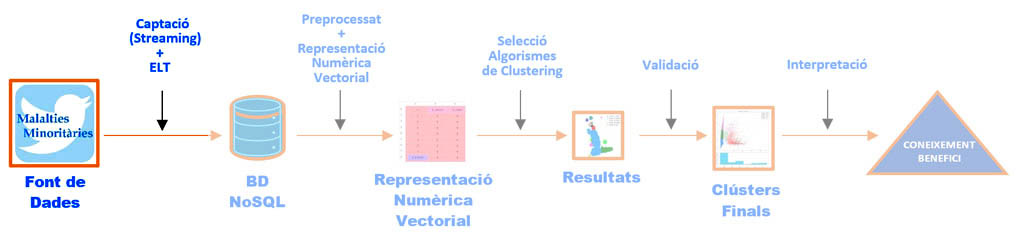 Captació
(Streaming)
+
ELT
Preprocessat
+
Representació
Numèrica
Vectorial
Selecció
Algorismes
de Clustering
Validació
Interpretació
Malalties
Minoritàries
CONEIXEMENT
BENEFICI
Font de
Dades
BD
NoSQL
Representació
Numèrica
Vectorial
Resultats
Clústers
Finals